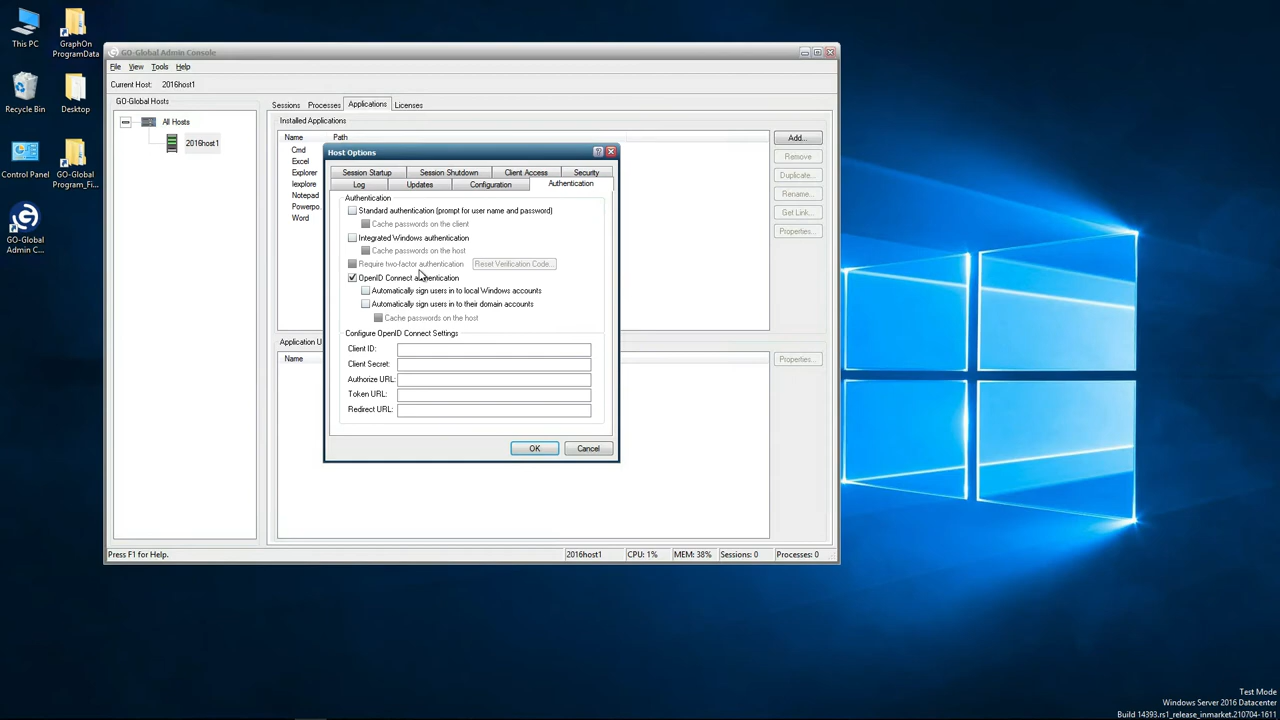 This PC
GraphOn
ProgramData
Recycle Bin
Desktop
Control Panel
GO-Global
Program_Fi...
GO-Global
Admin C...
GO-Global Admin Console
File View Tools Help
Current Host: 2016host1
GO-Global Hosts
All Hosts
2016host1
Sessions Processes Applications Licenses
Installed Applications
Name Path
Cmd
Excel
Explorer
Iexplore
Notepad
Powerpo.
Word
Add...
Remove
Duplicate...
Rename...
Get Link...
Properties...
Application U
Name
Properties...
Host Options
Session Startup Session Shutdown Client Access Security
Log Updates Configuration Authentication
Authentication
Standard authentication (prompt for user name and password)
Cache passwords on the client
Integrated Windows authentication
Cache passwords on the host
Require two-factor authentication Reset Verification Code...
OpenID Connect authentication
Automatically sign users in to local Windows accounts
Automatically sign users in to their domain accounts
Cache passwords on the host
Configure OpenID Connect Settings
Client ID:
Client Secret:
Authorize URL:
Token URL:
Redirect URL:
OK Cancel
Press F1 for Help. 2016host1 CPU: 1% MEM: 38% Sessions: 0 Processes: 0
Test Mode
Windows Server 2016 Datacenter
Build 14393.rs1_release_inmarket.210704-1611